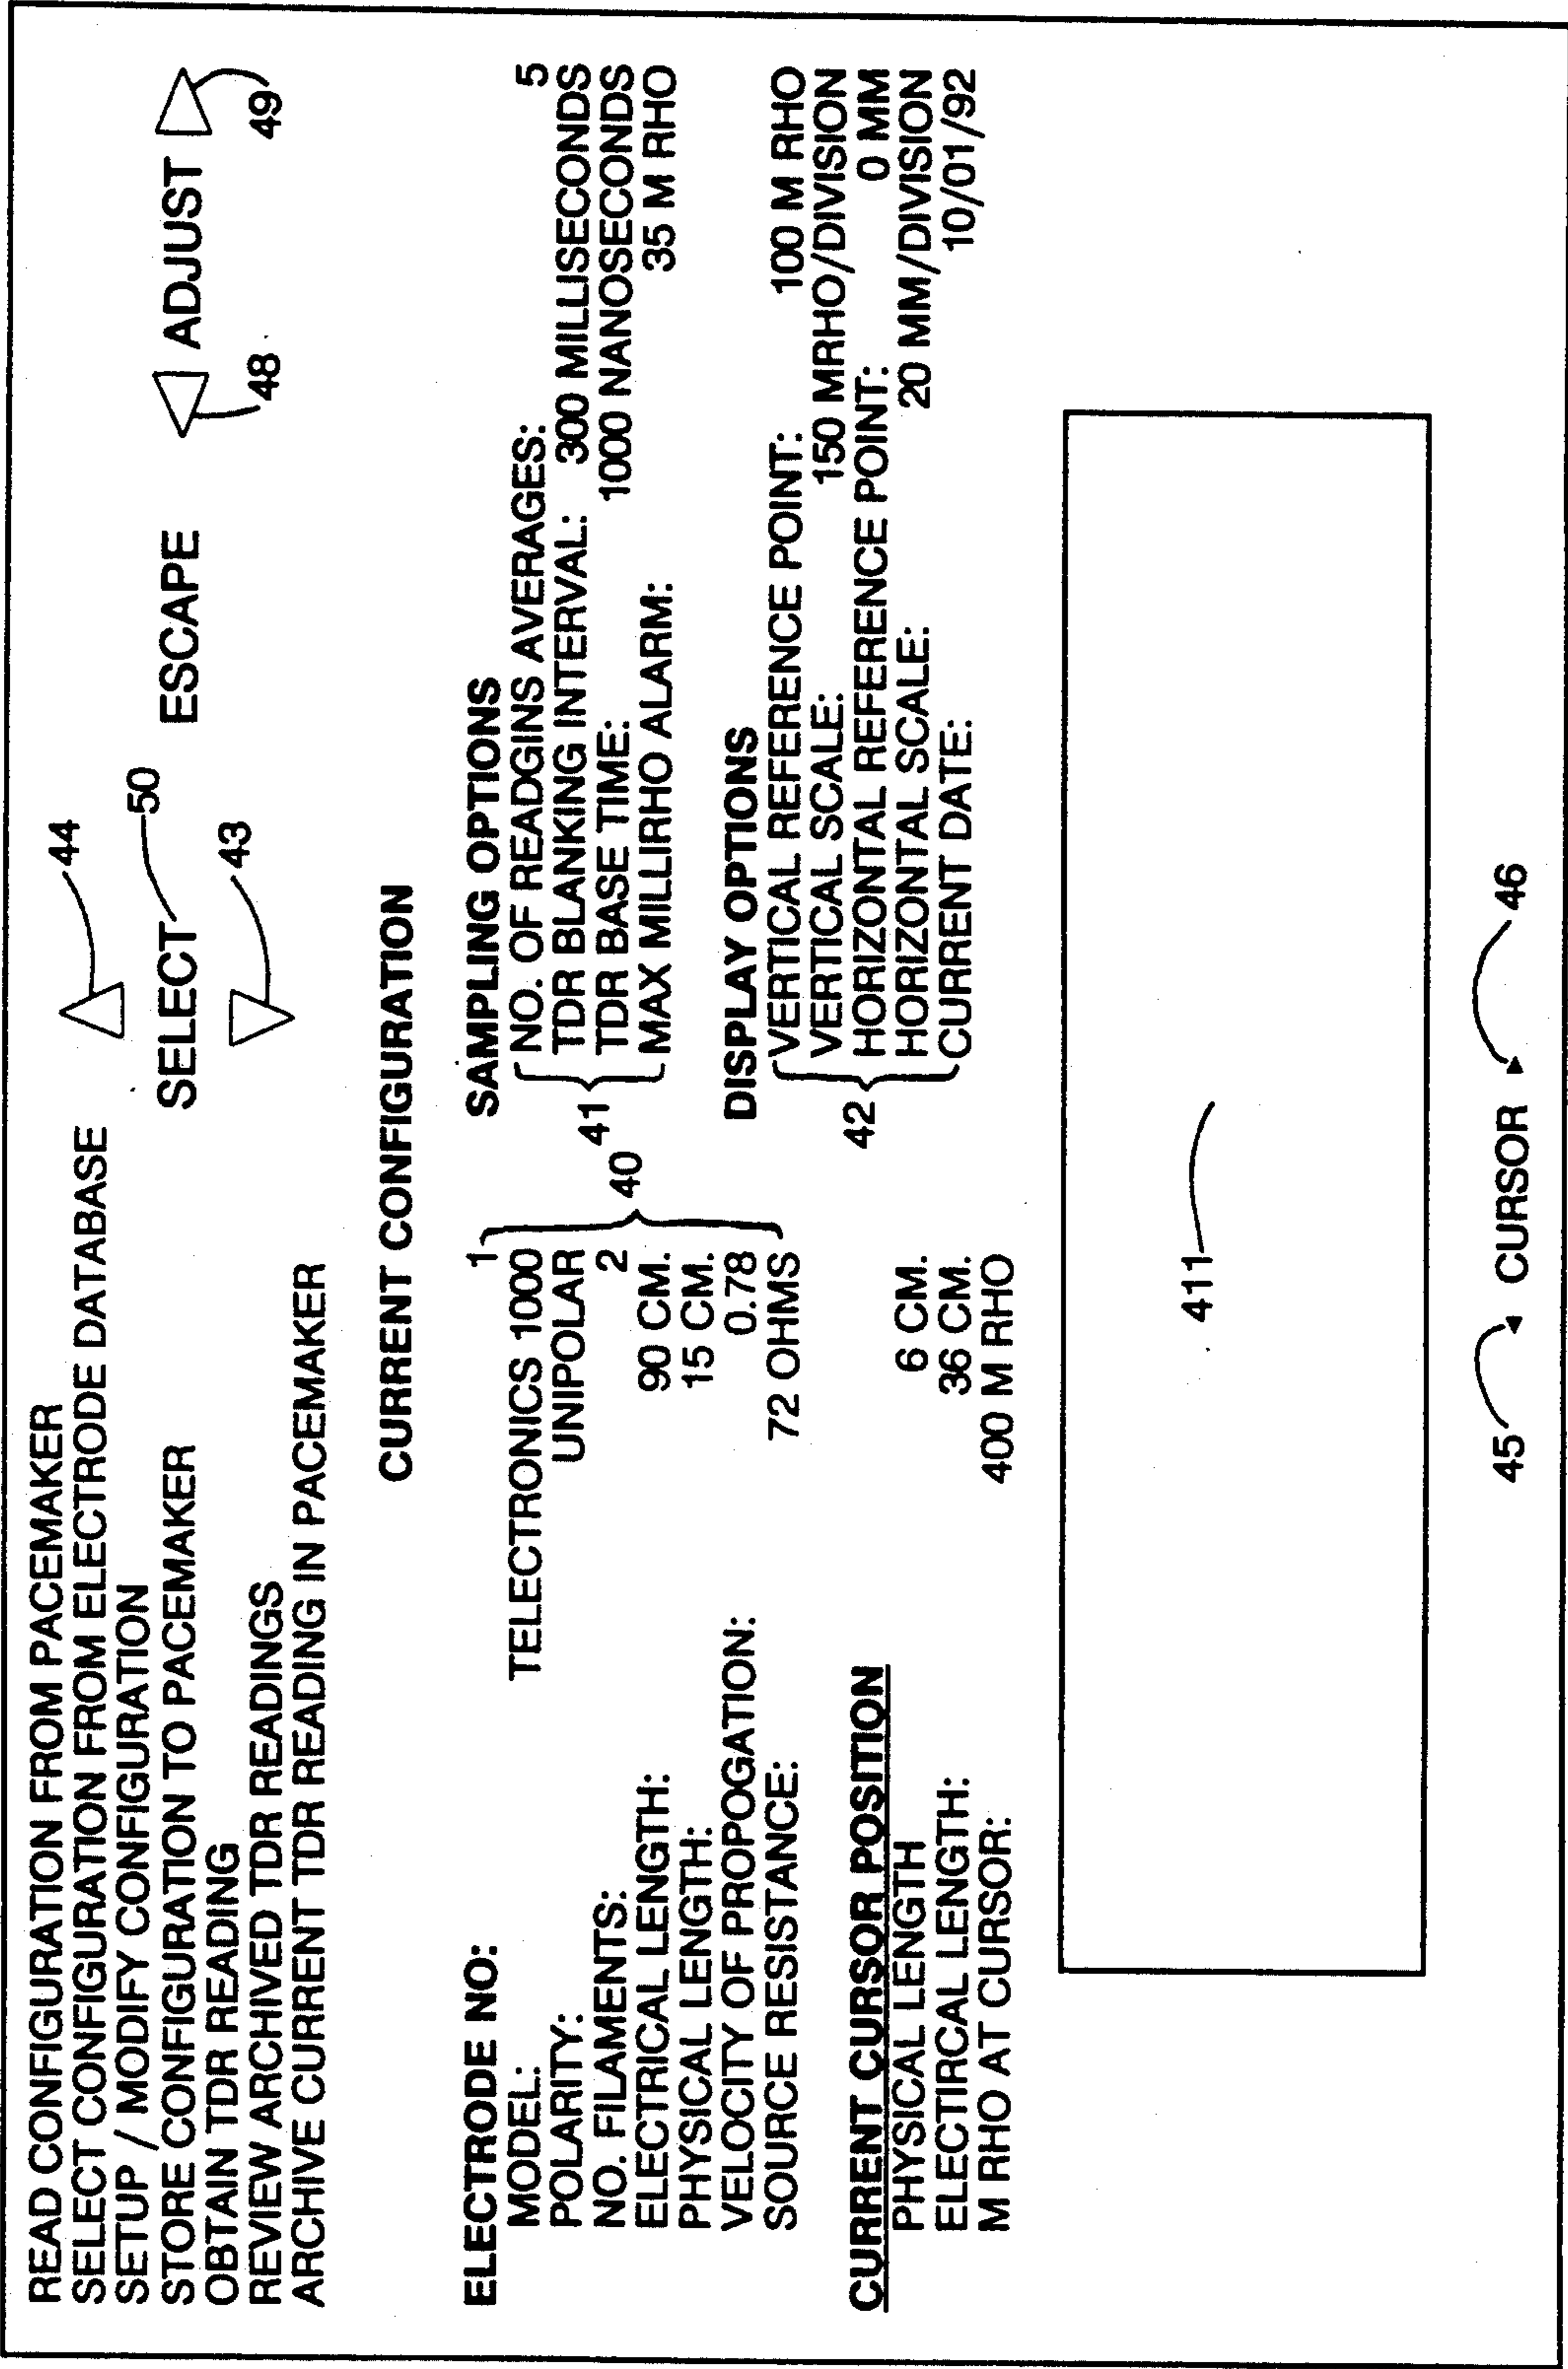 READ CONFIGURATION FROM PACEMAKER
SELECT CONFIGURATION FROM ELECTRODE DATABASE
SETUP / MODIFY CONFIGURATION
STORE CONFIGURATION TO PACEMAKER
OBTAIN TDR READING
REVIEW ARCHIVED TDR READINGS
ARCHIVE CURRENT TDR READING IN PACEMAKER
44
SELECT
50
43
ESCAPE
ADJUST
48
49
CURRENT CONFIGURATION
ELECTRODE NO: 1
MODEL: TELECTRONICS 1000
POLARITY: UNIPOLAR
NO. FILAMENTS: 2
ELECTRICAL LENGTH: 90 CM.
PHYSICAL LENGTH: 15 CM.
VELOCITY OF PROPOGATION: 0.78
SOURCE RESISTANCE: 72 OHMS
40
CURRENT CURSOR POSITION
PHYSICAL LENGTH 6 CM.
ELECTIRCAL LENGTH: 36 CM.
M RHO AT CURSOR: 400 M RHO
SAMPLING OPTIONS
NO. OF READGINS AVERAGES: 5
TDR BLANKING INTERVAL: 300 MILLISECONDS
TDR BASE TIME: 1000 NANOSECONDS
MAX MILLIRHO ALARM: 35 M RHO
41
DISPLAY OPTIONS
VERTICAL REFERENCE POINT: 100 M RHO
VERTICAL SCALE: 150 MRHO/DIVISION
HORIZONTAL REFERENCE POINT: 0 MM
HORIZONTAL SCALE: 20 MM/DIVISION
CURRENT DATE: 10/01/92
42
411
45
CURSOR
46